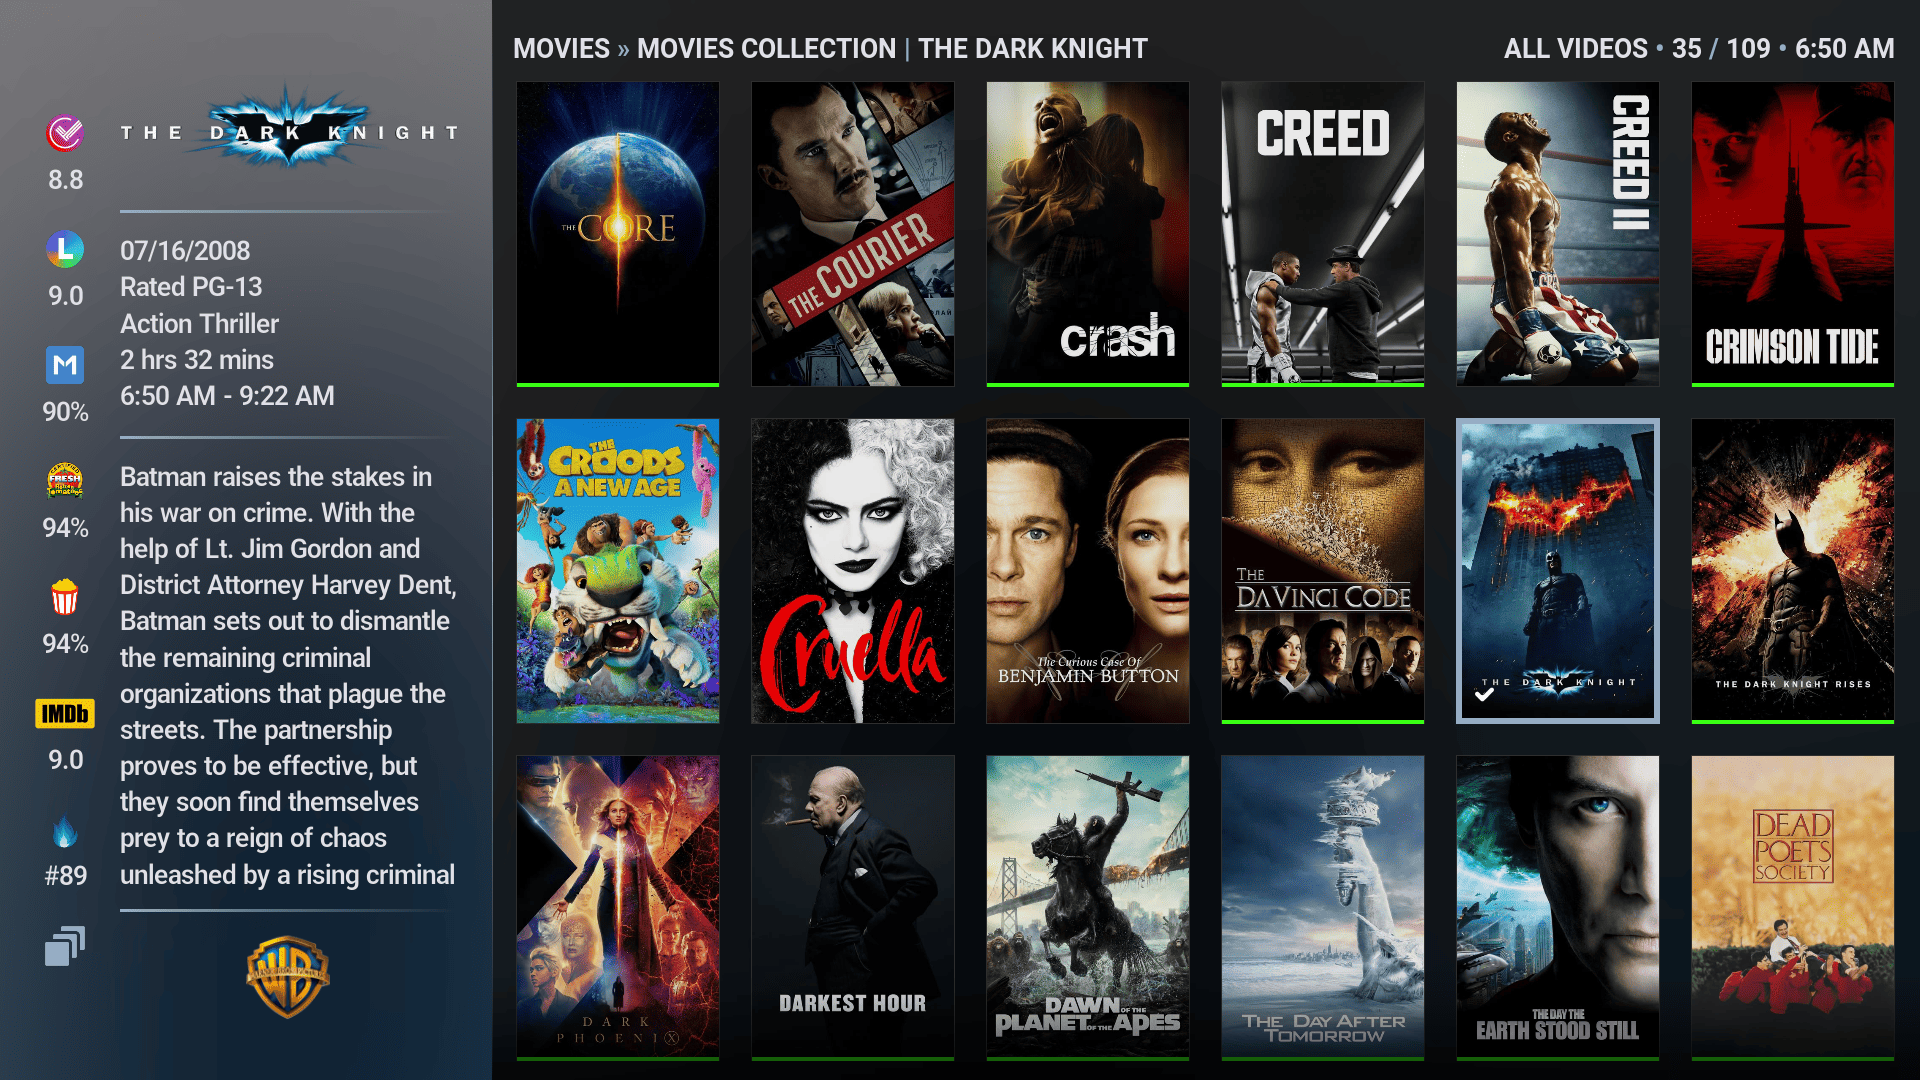 MOVIES » MOVIES COLLECTION | THE DARK KNIGHT
ALL VIDEOS • 35 / 109 • 6:50 AM
THE DARK KNIGHT
8.8
L
9.0
M
90%
FRESH
94%
94%
IMDb
9.0
#89
07/16/2008
Rated PG-13
Action Thriller
2 hrs 32 mins
6:50 AM - 9:22 AM
Batman raises the stakes in
his war on crime. With the
help of Lt. Jim Gordon and
District Attorney Harvey Dent,
Batman sets out to dismantle
the remaining criminal
organizations that plague the
streets. The partnership
proves to be effective, but
they soon find themselves
prey to a reign of chaos
unleashed by a rising criminal
WB
THE CORE
THE COURIER
crash
CREED
CREED II
CRIMSON TIDE
THE
CROODS
A NEW AGE
Cruella
The Curious Case Of
BENJAMIN BUTTON
THE
DA VINCI CODE
THE DARK KNIGHT
THE DARK KNIGHT RISES
DARK
PHOENIX
DARKEST HOUR
DAWN OF THE
PLANET OF THE APES
THE DAY AFTER
TOMORROW
THE DAY THE
EARTH STOOD STILL
DEAD
POETS
SOCIETY